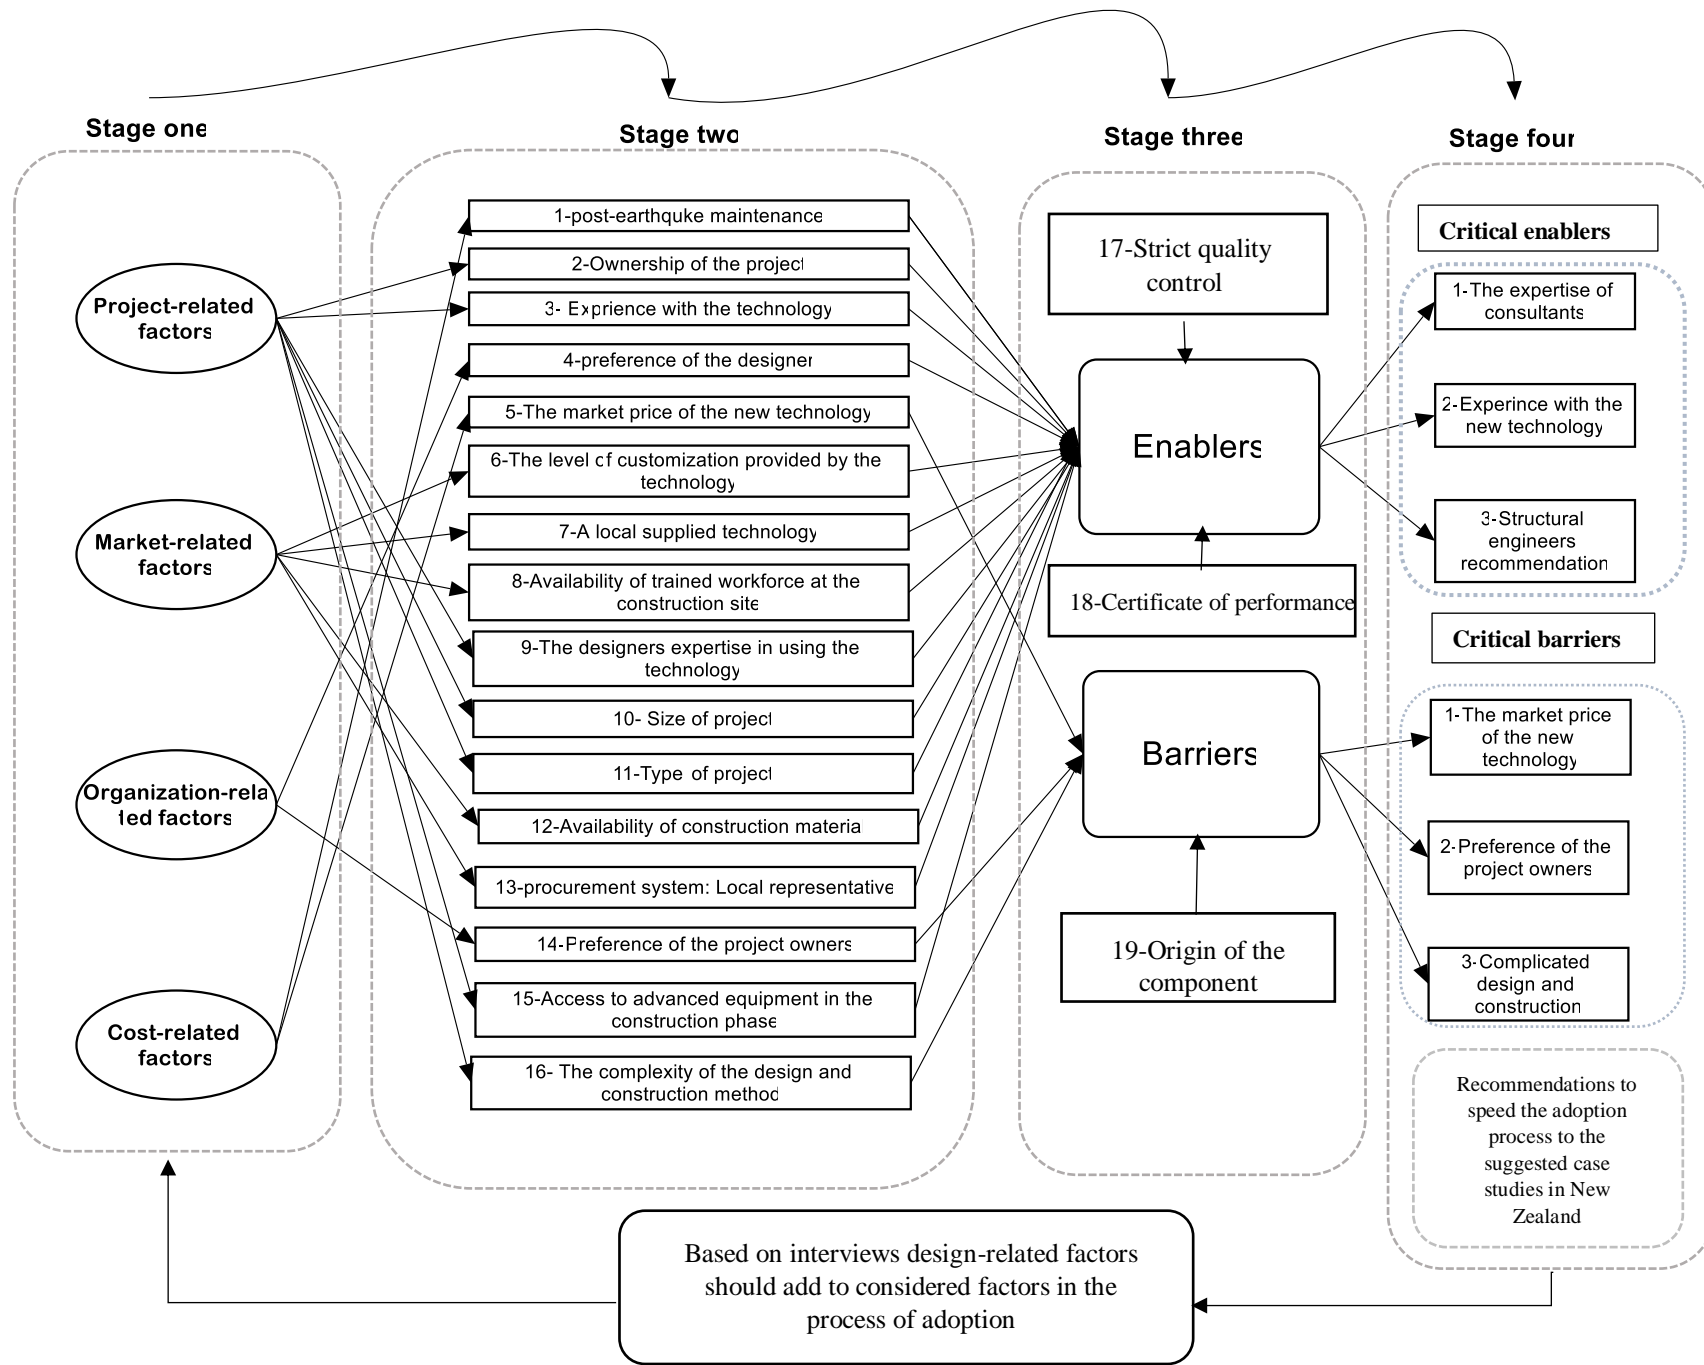 Stage one
Stage two
Stage three
Stage four
Project-related
factors
Market-related
factors
Organization-rela
ted factors
Cost-related
factors
1-post-earthquke maintenance
2-Ownership of the project
3- Exprience with the technology
4-preference of the designer
5-The market price of the new technology
6-The level of customization provided by the
technology
7-A local supplied technology
8-Availability of trained workforce at the
construction site
9-The designers expertise in using the
technology
10- Size of project
11-Type of project
12-Availability of construction materia
13-procurement system: Local representative
14-Preference of the project owners
15-Access to advanced equipment in the
construction phase
16- The complexity of the design and
construction method
17-Strict quality
control
Enablers
18-Certificate of performance
Barriers
19-Origin of the
component
Critical enablers
1-The expertise of
consultants
2-Experince with the
new technology
3-Structural
engineers
recommendation
Critical barriers
1-The market price
of the new
technology
2-Preference of the
project owners
3-Complicated
design and
construction
Recommendations to
speed the adoption
process to the
suggested case
studies in New
Zealand
Based on interviews design-related factors
should add to considered factors in the
process of adoption